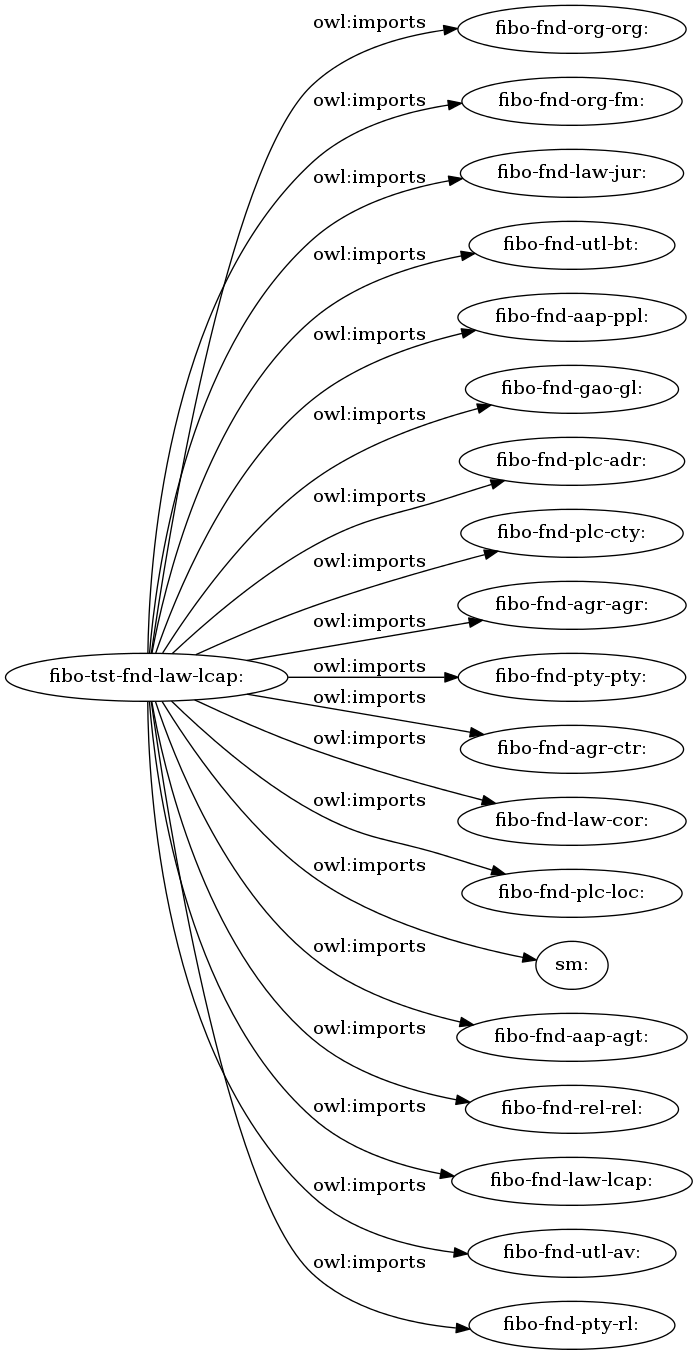 owl:imports
fibo-fnd-org-org:
owl:imports
fibo-fnd-org-fm:
owl:imports
fibo-fnd-law-jur:
owl:imports
fibo-fnd-utl-bt:
owl:imports
fibo-fnd-aap-ppl:
owl:imports
fibo-fnd-gao-gl:
owl:imports
fibo-fnd-plc-adr:
owl:imports
fibo-fnd-plc-cty:
owl:imports
fibo-fnd-agr-agr:
fibo-tst-fnd-law-lcap:
owl:imports
fibo-fnd-pty-pty:
owl:imports
fibo-fnd-agr-ctr:
owl:imports
fibo-fnd-law-cor:
owl:imports
fibo-fnd-plc-loc:
owl:imports
sm:
owl:imports
fibo-fnd-aap-agt:
owl:imports
fibo-fnd-rel-rel:
owl:imports
fibo-fnd-law-lcap:
owl:imports
fibo-fnd-utl-av:
owl:imports
fibo-fnd-pty-rl: